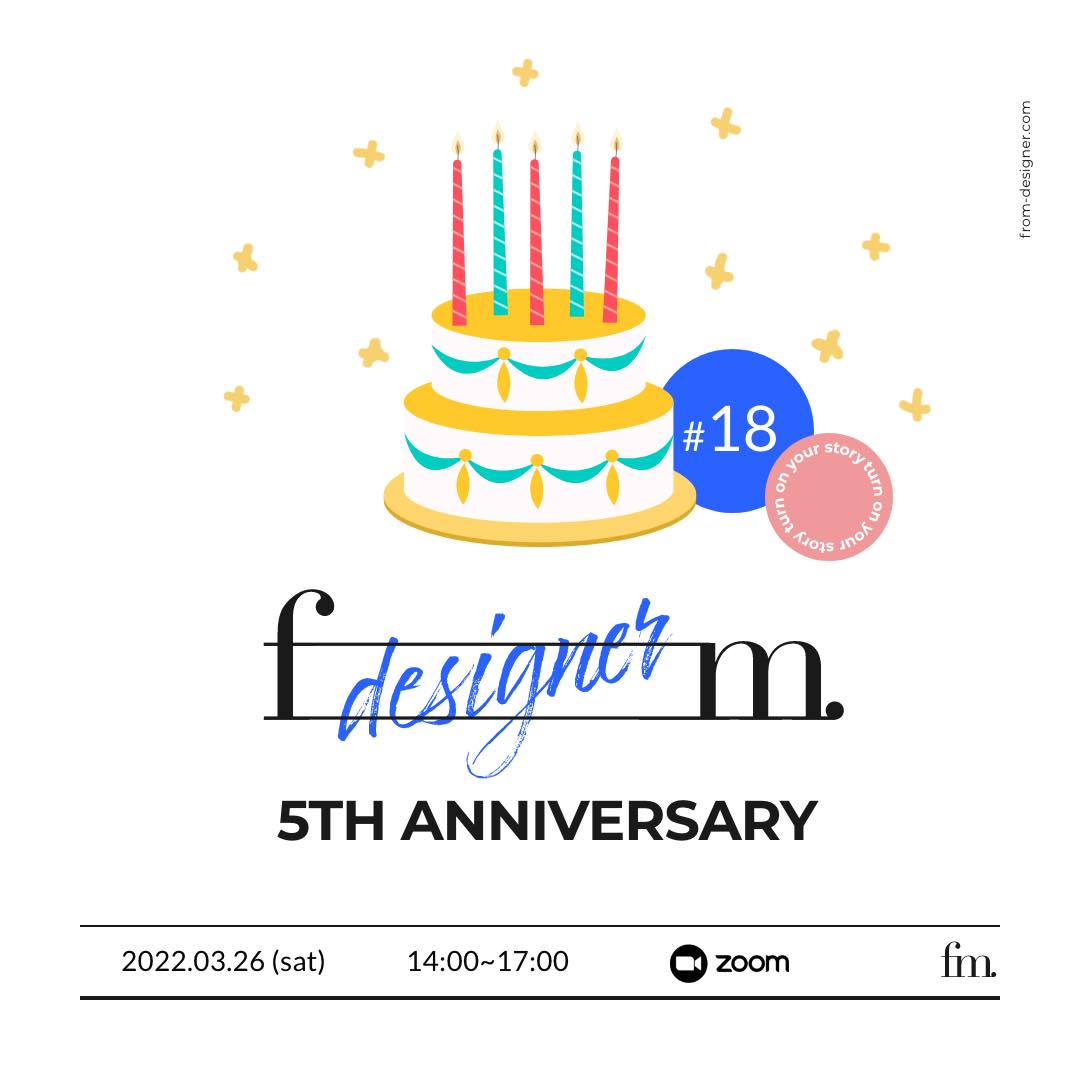 from-designer.com
#18
turn on your story turn on your story
f designer m.
5TH ANNIVERSARY
2022.03.26 (sat) 14:00~17:00 zoom fm.